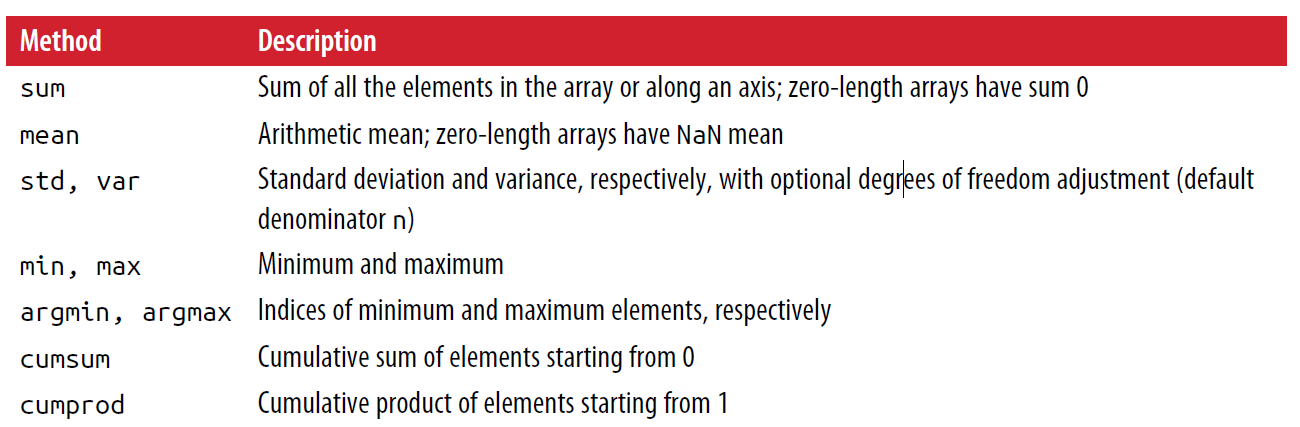 Method Description
sum Sum of all the elements in the array or along an axis; zero-length arrays have sum 0
mean Arithmetic mean; zero-length arrays have NaN mean
std, var Standard deviation and variance, respectively, with optional degrees of freedom adjustment (default
denominator n)
min, max Minimum and maximum
argmin, argmax Indices of minimum and maximum elements, respectively
cumsum Cumulative sum of elements starting from 0
cumprod Cumulative product of elements starting from 1